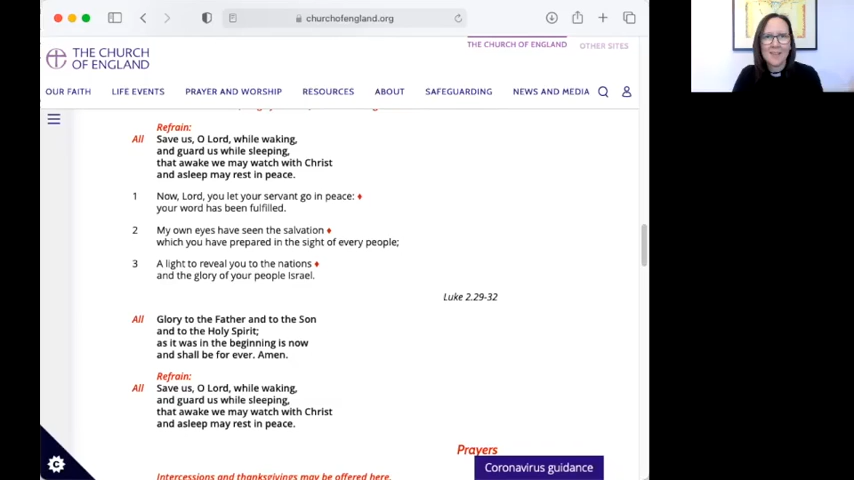 churchofengland.org
THE CHURCH OF ENGLAND
OTHER SITES
THE CHURCH
OF ENGLAND
OUR FAITH
LIFE EVENTS
PRAYER AND WORSHIP
RESOURCES
ABOUT
SAFEGUARDING
NEWS AND MEDIA
Refrain:
All Save us, O Lord, while waking,
and guard us while sleeping,
that awake we may watch with Christ
and asleep may rest in peace.
1 Now, Lord, you let your servant go in peace: ♦
your word has been fulfilled.
2 My own eyes have seen the salvation ♦
which you have prepared in the sight of every people;
3 A light to reveal you to the nations ♦
and the glory of your people Israel.
Luke 2.29-32
All Glory to the Father and to the Son
and to the Holy Spirit;
as it was in the beginning is now
and shall be for ever. Amen.
Refrain:
All Save us, O Lord, while waking,
and guard us while sleeping,
that awake we may watch with Christ
and asleep may rest in peace.
Prayers
Coronavirus guidance
Intercessions and thanksgivings may be offered here.